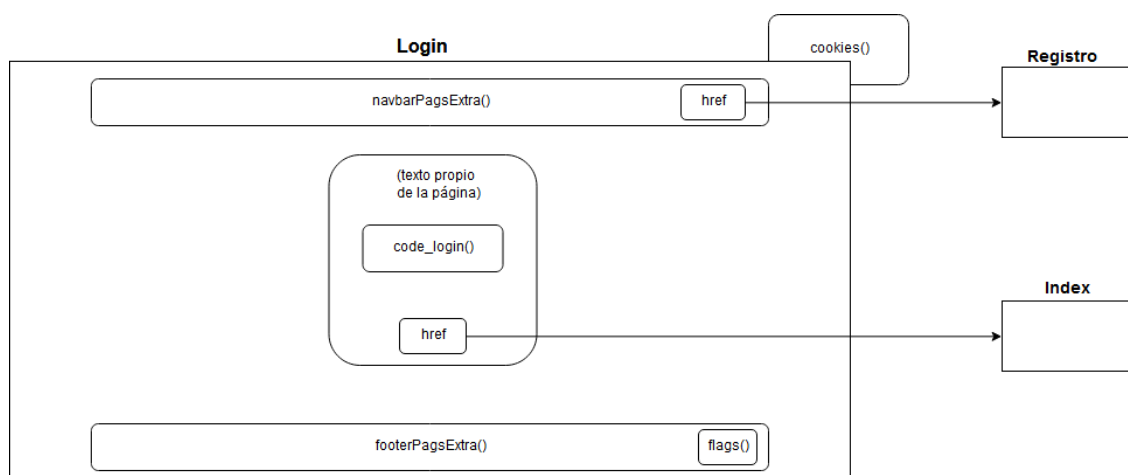 Login
cookies()
Registro
navbarPagsExtra()
href
(texto propio
de la página)
code_login()
Index
href
footerPagsExtra()
flags()